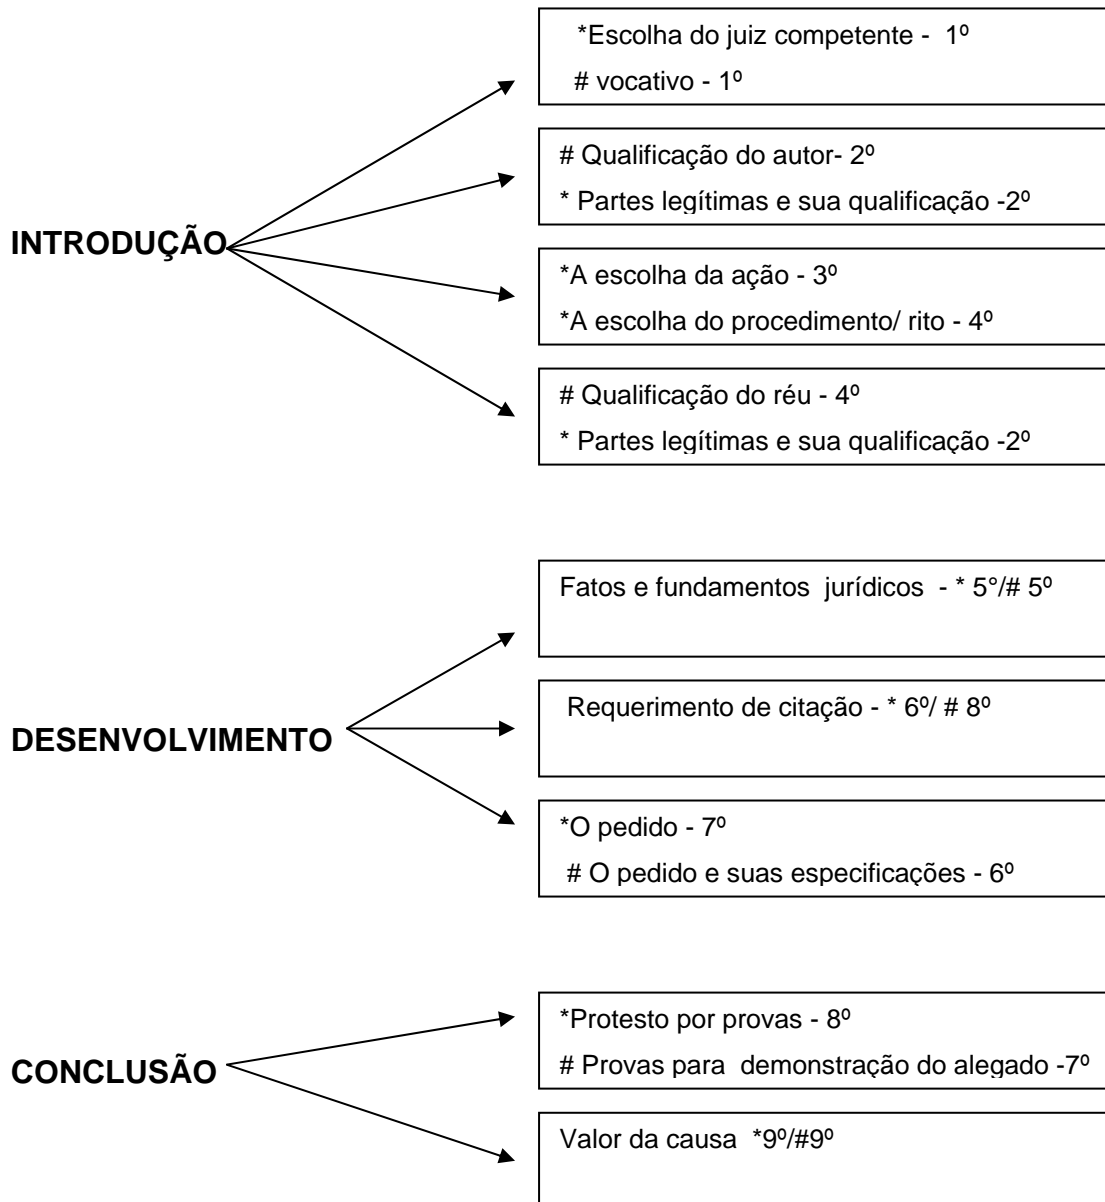 *Escolha do juiz competente - 1º
# vocativo - 1º
# Qualificação do autor- 2º
* Partes legítimas e sua qualificação -2º
INTRODUÇÃO
*A escolha da ação - 3º
*A escolha do procedimento/ rito - 4º
# Qualificação do réu - 4º
* Partes legítimas e sua qualificação -2º
Fatos e fundamentos jurídicos - * 5°/# 5º
Requerimento de citação - * 6º/ # 8º
DESENVOLVIMENTO
*O pedido - 7º
# O pedido e suas especificações - 6º
*Protesto por provas - 8º
# Provas para demonstração do alegado -7º
CONCLUSÃO
Valor da causa *9º/#9º